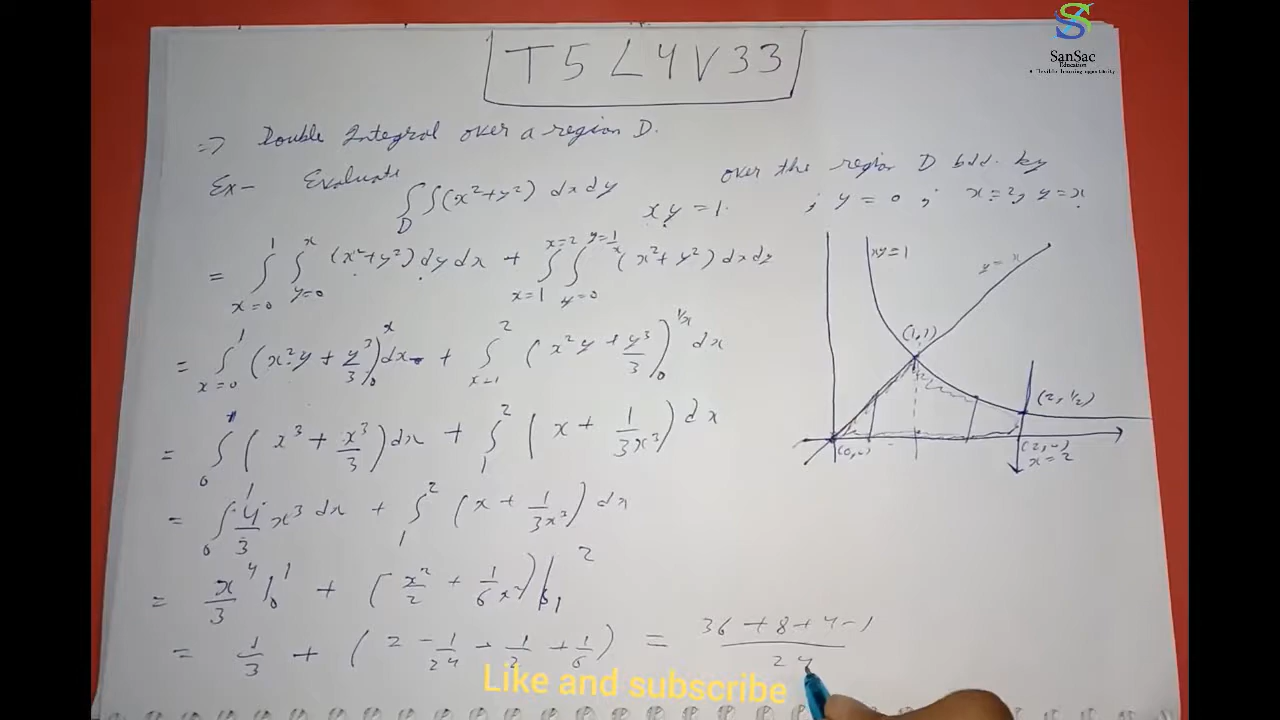 T5L4V33
SanSac
Education
Flexible learning opportunity
⇒ Double Integral over a region D.
Ex- Evaluate ∫∫_D (x²+y²) dx dy over the region D bdd. by
xy = 1 ; y = 0 ; x = 2, y = x.
= ∫_{x=0}^{1} ∫_{y=0}^{x} (x²+y²) dy dx + ∫_{x=1}^{x=2} ∫_{y=0}^{y=1/x} (x²+y²) dx dy
= ∫_{x=0}^{1} (x²y + y³/3)_0^x dx + ∫_{x=1}^{2} (x²y + y³/3)_0^{1/x} dx
= ∫_0^1 (x³ + x³/3) dx + ∫_1^2 (x + 1/3x³) dx
= ∫_0^1 4/3 x³ dx + ∫_1^2 (x + 1/3x³) dx
= x⁴/3 |_0^1 + (x²/2 + 1/6x²)|_1^2
= 1/3 + (2 - 1/24 - 1/2 + 1/6) = 36 + 8 + 4 - 1 / 24
xy=1
y = x
(1,1)
(2, 1/2)
(0,0)
(2,0)
x = 2
Like and subscribe